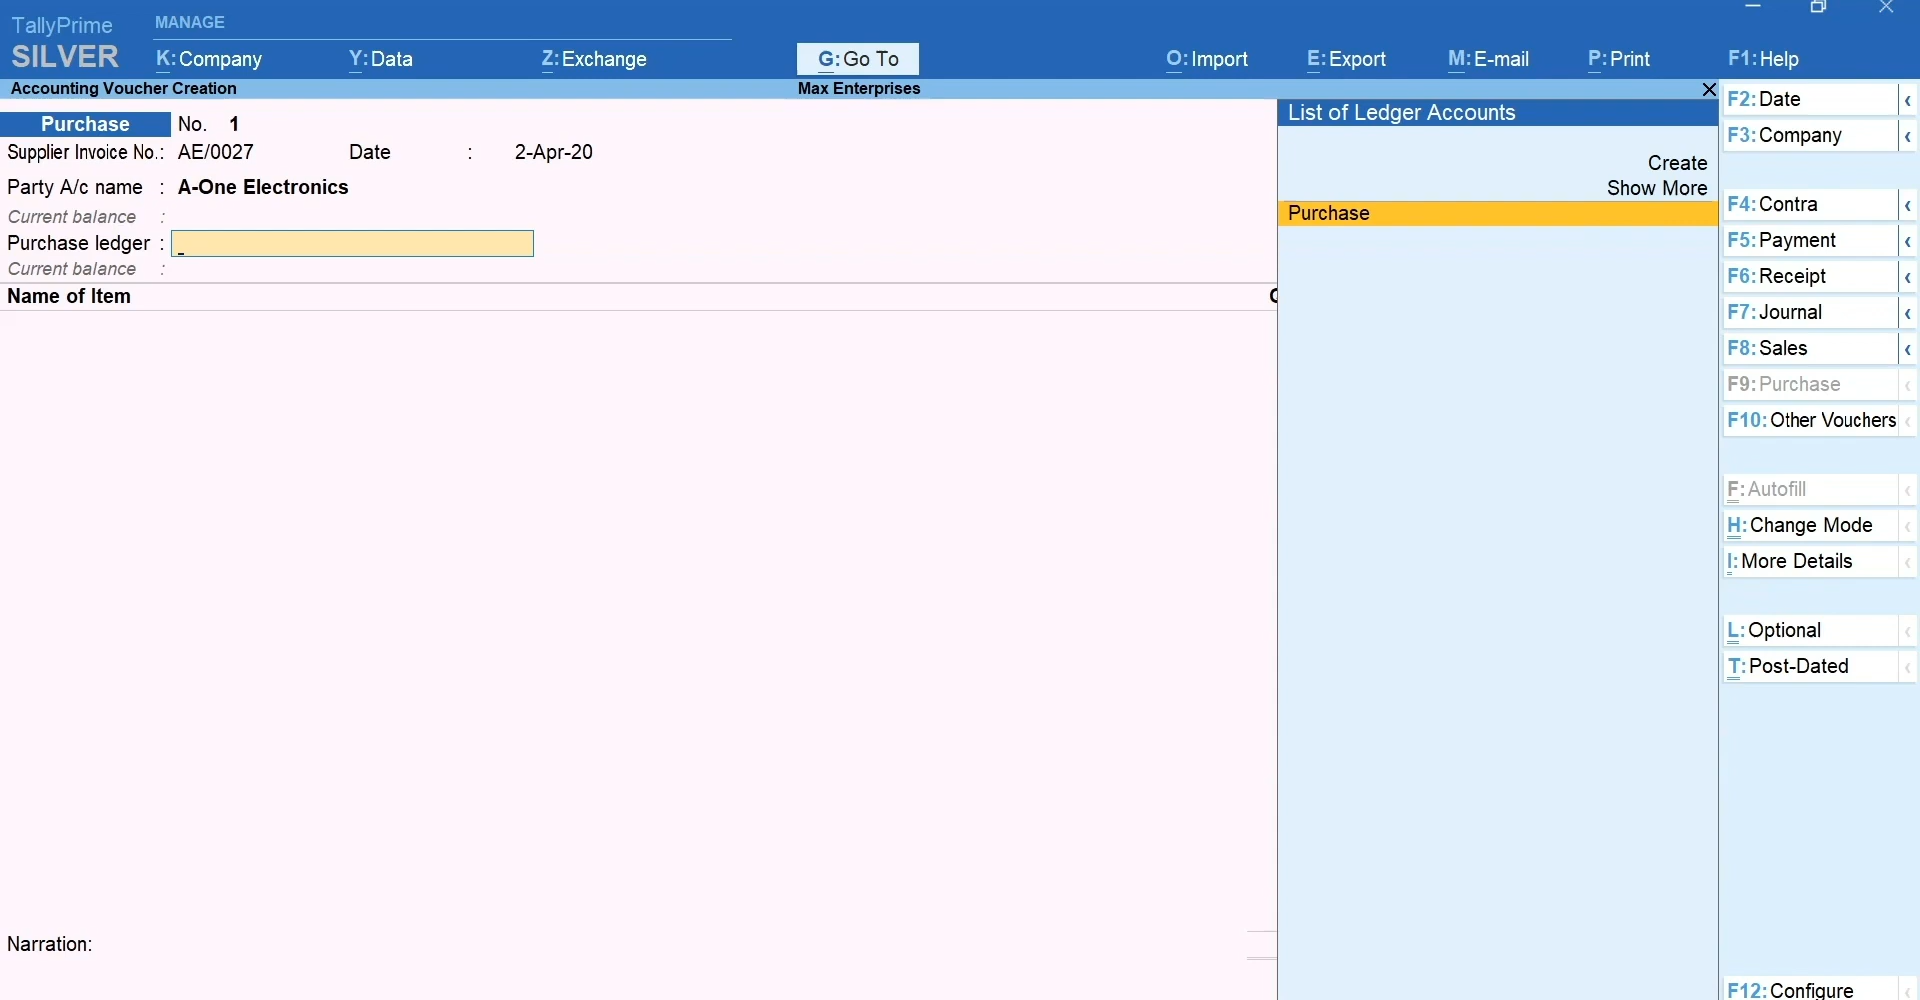 TallyPrime
SILVER
MANAGE
K:Company
Y:Data
Z:Exchange
G:Go To
O:Import
E:Export
M:E-mail
P:Print
F1:Help
Accounting Voucher Creation
Max Enterprises
Purchase No. 1
Supplier Invoice No.: AE/0027 Date : 2-Apr-20
Party A/c name : A-One Electronics
Current balance :
Purchase ledger :
Current balance :
Name of Item
Narration:
List of Ledger Accounts
Create
Show More
Purchase
F2:Date
F3:Company
F4:Contra
F5:Payment
F6:Receipt
F7:Journal
F8:Sales
F9:Purchase
F10:Other Vouchers
F:Autofill
H:Change Mode
I:More Details
L:Optional
T:Post-Dated
F12:Configure